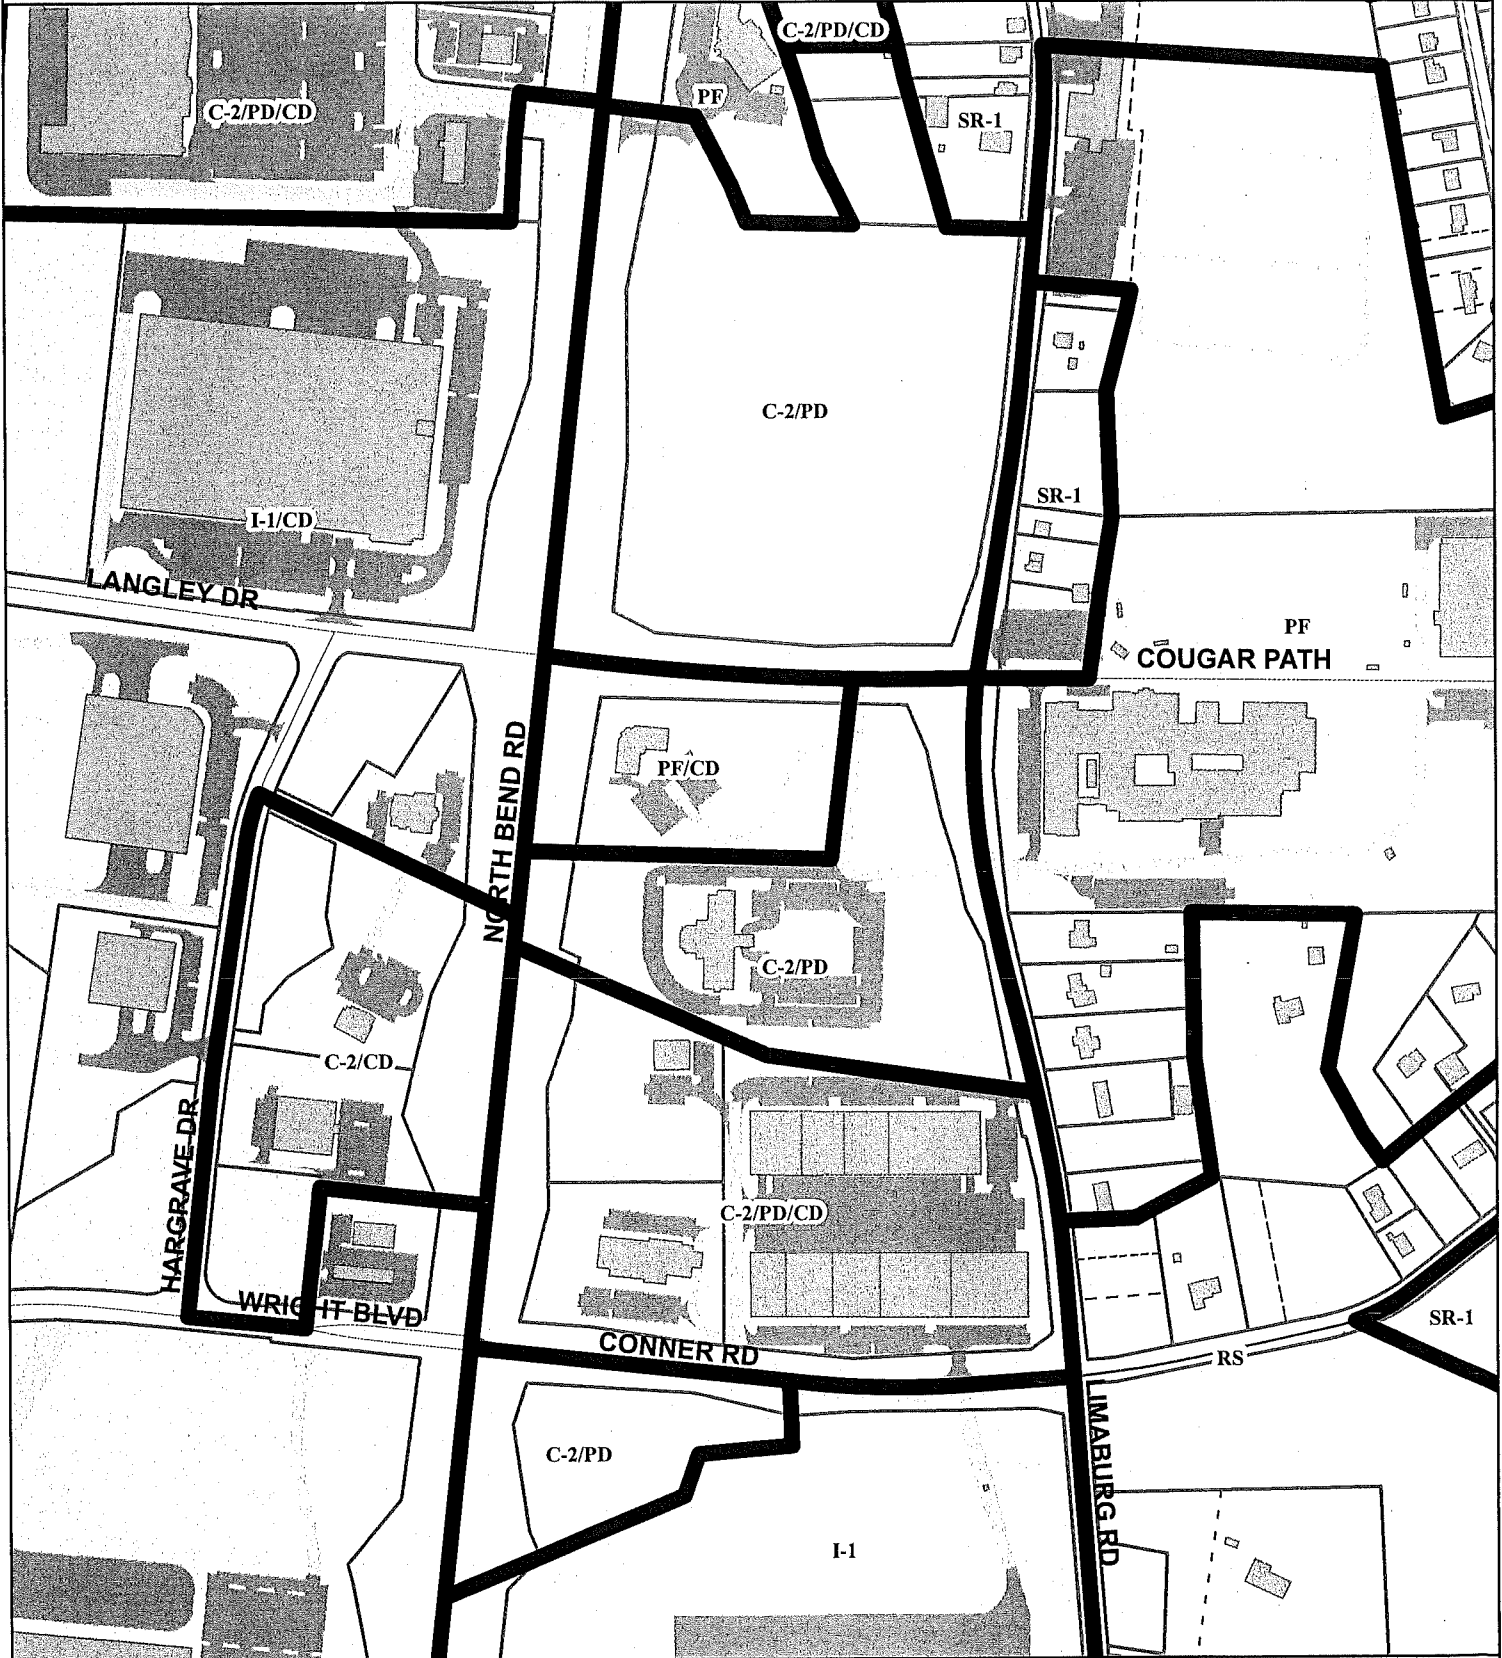 C-2/PD/CD
C-2/PD/CD
PF
SR-1
C-2/PD
SR-1
I-1/CD
LANGLEY DR
PF
COUGAR PATH
PF/CD
NORTH BEND RD
C-2/PD
C-2/CD
HARGRAVE DR
C-2/PD/CD
WRIGHT BLVD
CONNER RD
SR-1
RS
LIMABURG RD
C-2/PD
I-1